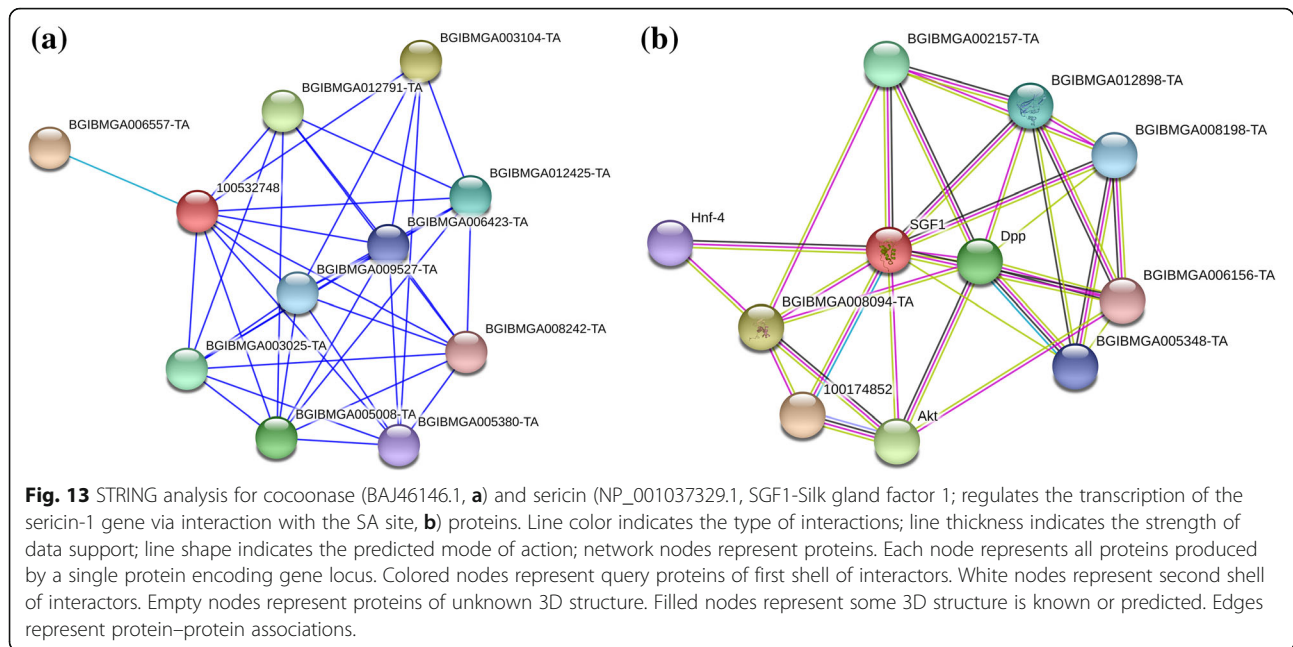 (a)
BGIBMGA003104-TA
BGIBMGA012791-TA
BGIBMGA006557-TA
BGIBMGA012425-TA
100532748
BGIBMGA006423-TA
BGIBMGA009527-TA
BGIBMGA008242-TA
BGIBMGA003025-TA
BGIBMGA005008-TA
BGIBMGA005380-TA
(b)
BGIBMGA002157-TA
BGIBMGA012898-TA
BGIBMGA008198-TA
Hnf-4
SGF1
Dpp
BGIBMGA006156-TA
BGIBMGA008094-TA
BGIBMGA005348-TA
100174852
Akt
Fig. 13 STRING analysis for cocoonase (BAJ46146.1, a) and sericin (NP_001037329.1, SGF1-Silk gland factor 1; regulates the transcription of the
sericin-1 gene via interaction with the SA site, b) proteins. Line color indicates the type of interactions; line thickness indicates the strength of
data support; line shape indicates the predicted mode of action; network nodes represent proteins. Each node represents all proteins produced
by a single protein encoding gene locus. Colored nodes represent query proteins of first shell of interactors. White nodes represent second shell
of interactors. Empty nodes represent proteins of unknown 3D structure. Filled nodes represent some 3D structure is known or predicted. Edges
represent protein–protein associations.